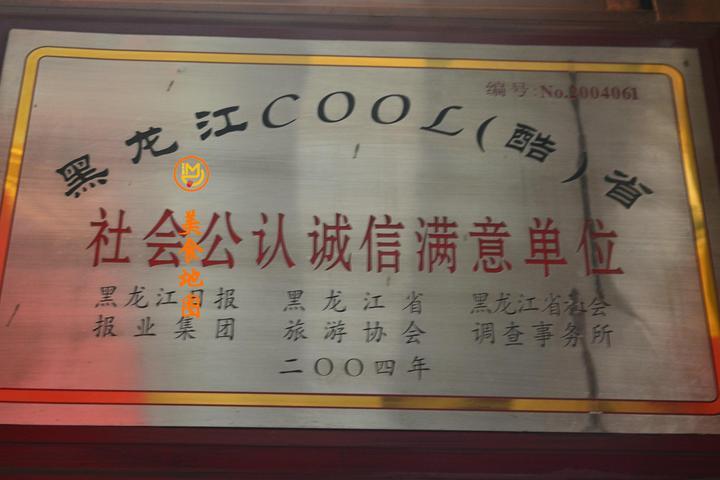 编号:No.2004061
黑龙江COOL(酷)省
社会公认诚信满意单位
黑龙江日报 黑龙江省 黑龙江省社会
报业集团 旅游协会 调查事务所
二〇〇四年
美食地图